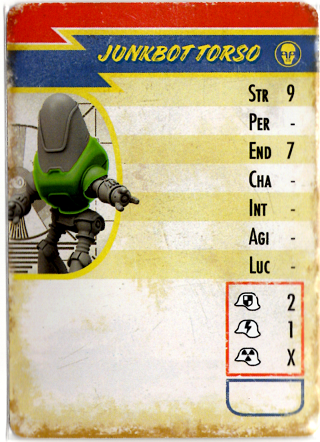 JUNKBOT TORSO
STR 9
PER -
END 7
CHA -
INT -
AGI -
LUC -
2
1
X